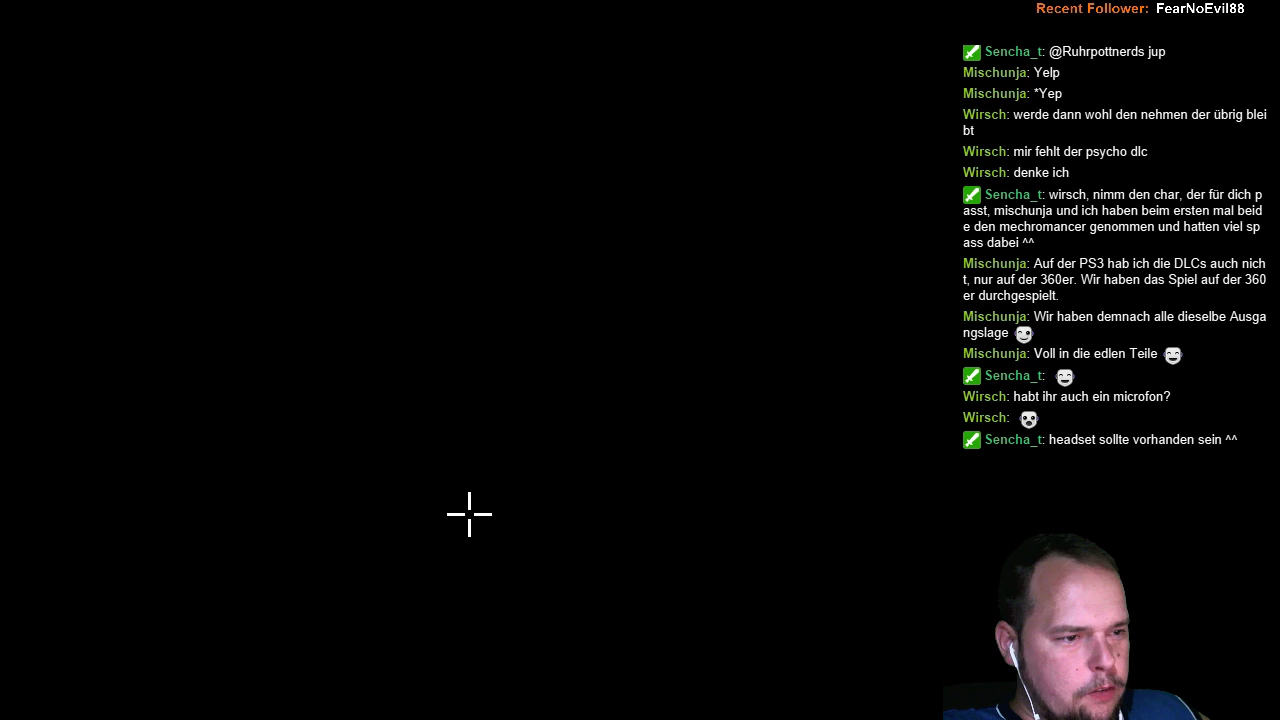 Recent Follower: FearNoEvil88
Sencha_t: @Ruhrpottnerds jup
Mischunja: Yelp
Mischunja: *Yep
Wirsch: werde dann wohl den nehmen der übrig blei
bt
Wirsch: mir fehlt der psycho dlc
Wirsch: denke ich
Sencha_t: wirsch, nimm den char, der für dich p
asst, mischunja und ich haben beim ersten mal beid
e den mechromancer genommen und hatten viel sp
ass dabei ^^
Mischunja: Auf der PS3 hab ich die DLCs auch nich
t, nur auf der 360er. Wir haben das Spiel auf der 360
er durchgespielt.
Mischunja: Wir haben demnach alle dieselbe Ausga
ngslage
Mischunja: Voll in die edlen Teile
Sencha_t:
Wirsch: habt ihr auch ein microfon?
Wirsch:
Sencha_t: headset sollte vorhanden sein ^^